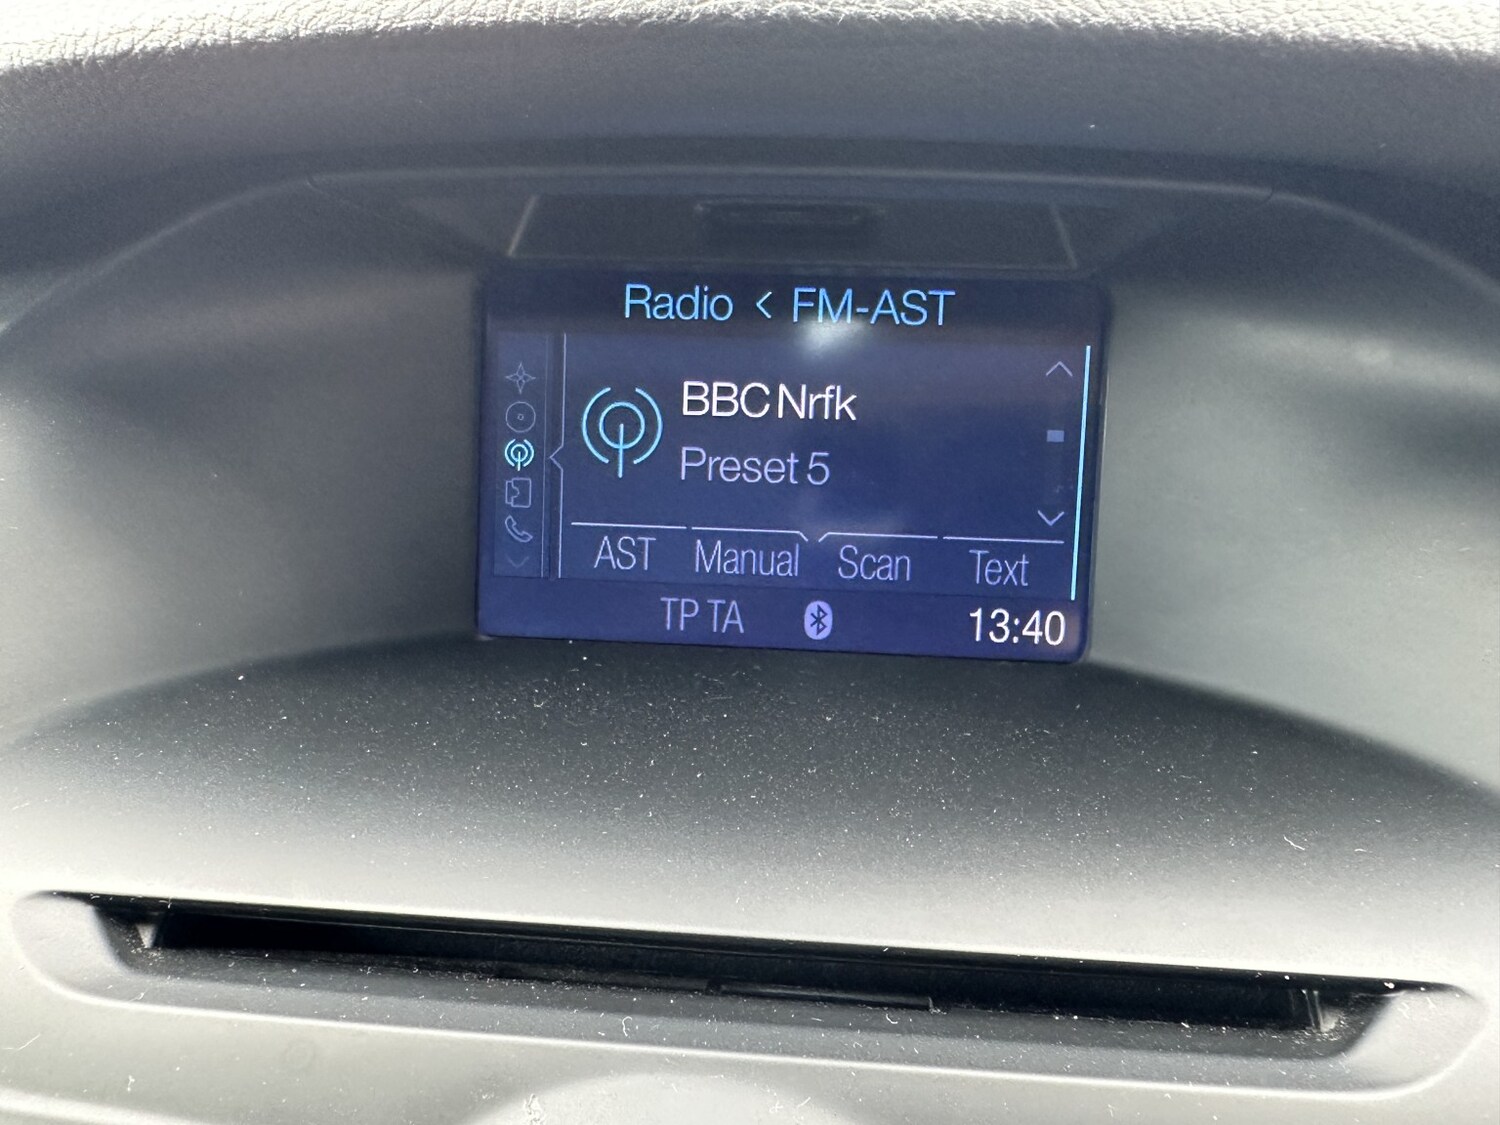 Radio < FM-AST
BBC Nrfk
Preset 5
AST Manual Scan Text
TP TA 13:40